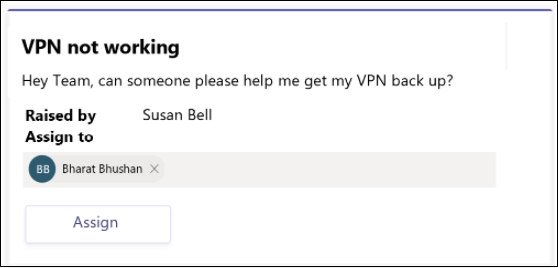 VPN not working
Hey Team, can someone please help me get my VPN back up?
Raised by Susan Bell
Assign to
BB Bharat Bhushan
Assign